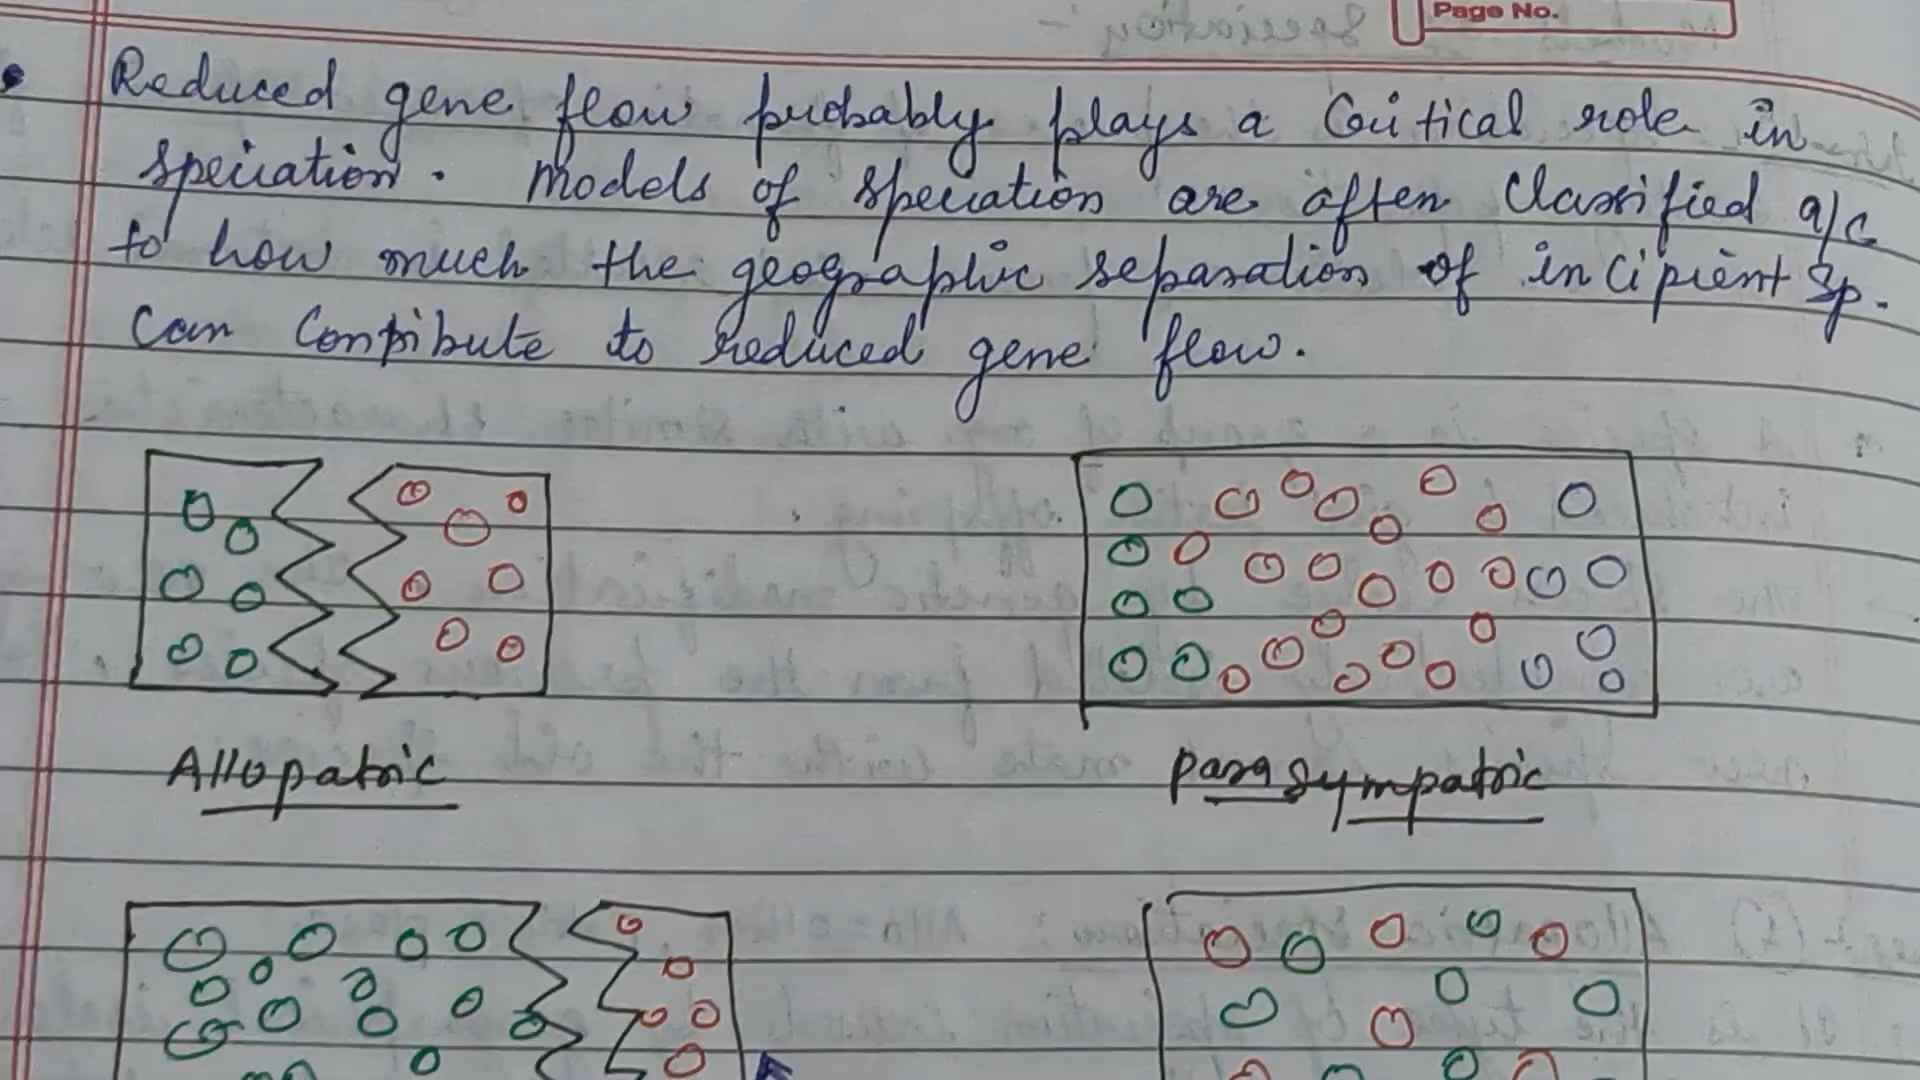 Page No.
Reduced gene flow probably plays a Critical role in
speciation. Models of speciation are often Classified a/c
to how much the geographic separation of incipient sp.
Can Contribute to reduced gene flow.
Allopatric
Parasympatric